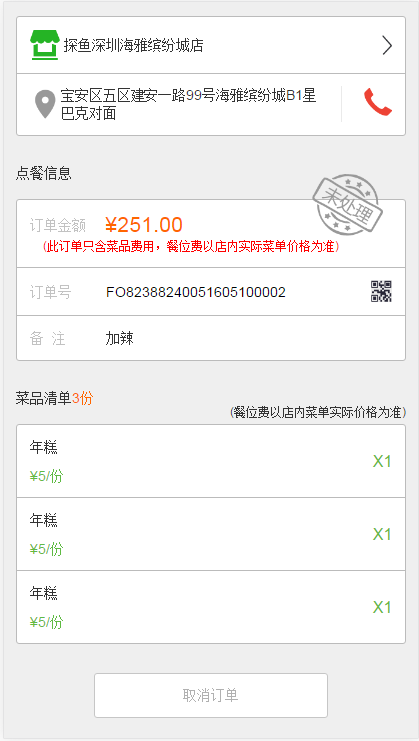 探鱼深圳海雅缤纷城店
宝安区五区建安一路99号海雅缤纷城B1星
巴克对面
点餐信息
未处理
订单金额 ¥251.00
(此订单只含菜品费用，餐位费以店内实际菜单价格为准)
订单号 FO82388240051605100002
备 注 加辣
菜品清单3份
(餐位费以店内菜单实际价格为准)
年糕
¥5/份 X1
年糕
¥5/份 X1
年糕
¥5/份 X1
取消订单